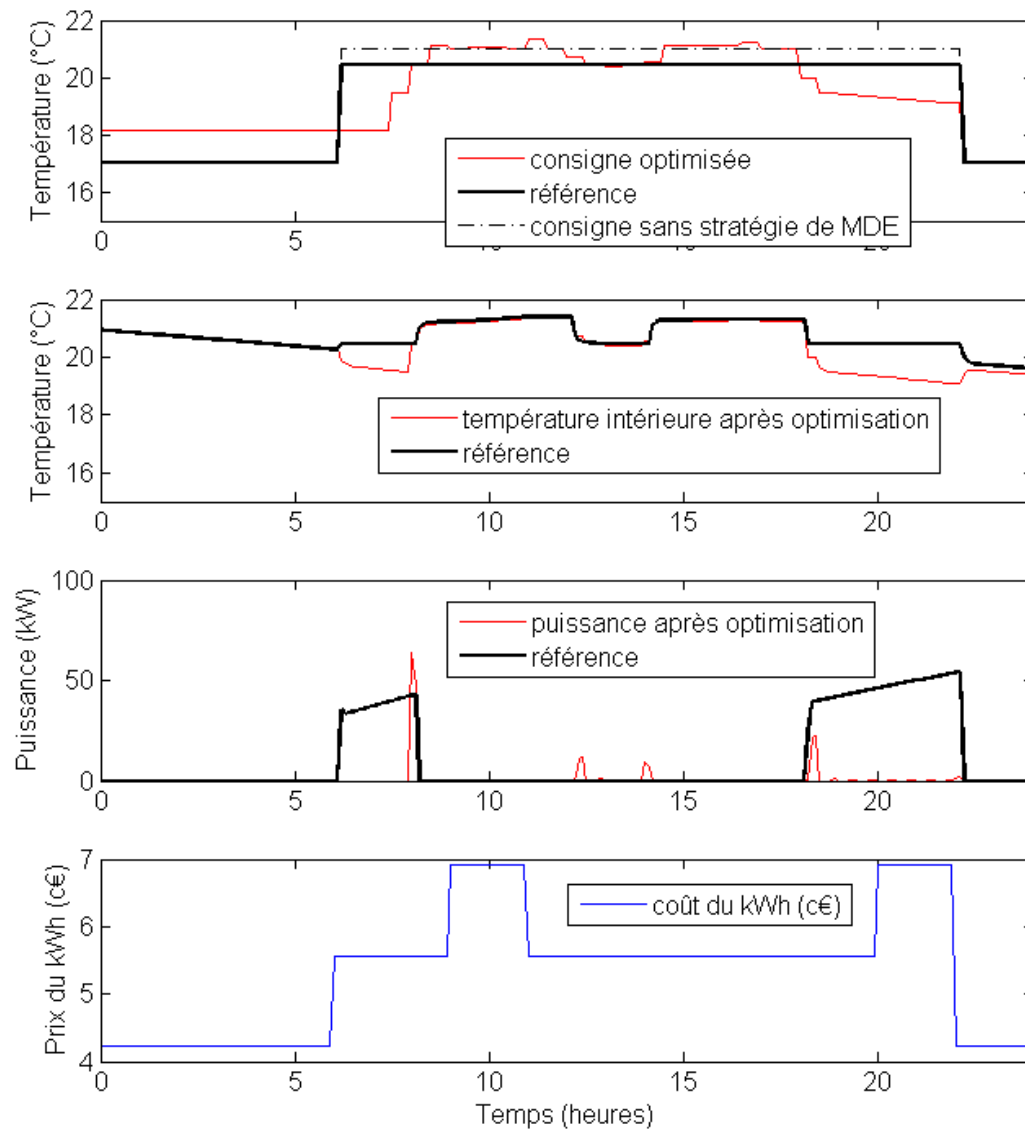 22
20
18
16
Température (°C)
consigne optimisée
référence
consigne sans stratégie de MDE
0 5 10 15 20
22
20
18
16
Température (°C)
température intérieure après optimisation
référence
0 5 10 15 20
100
50
0
Puissance (kW)
puissance après optimisation
référence
0 5 10 15 20
7
6
5
4
Prix du kWh (c€)
coût du kWh (c€)
0 5 10 15 20
Temps (heures)